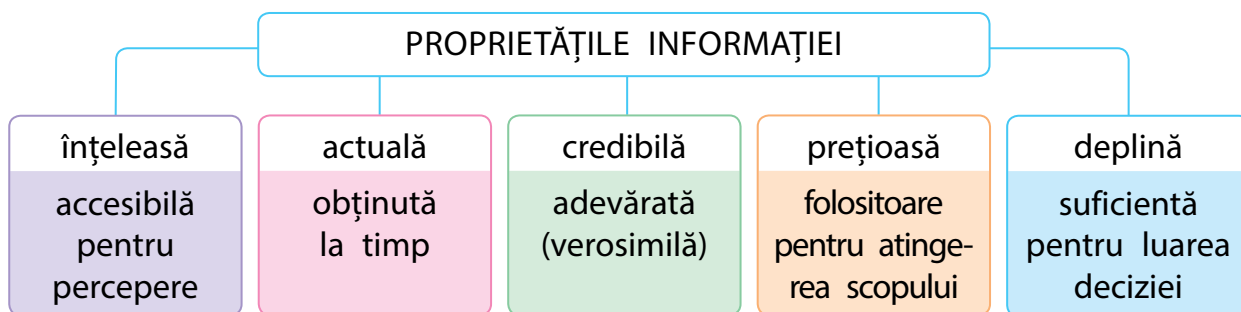 PROPRIETĂȚILE INFORMAȚIEI
înțeleasă
accesibilă
pentru
percepere
actuală
obținută
la timp
credibilă
adevărată
(verosimilă)
prețioasă
folositoare
pentru atinge-
rea scopului
deplină
suficientă
pentru luarea
deciziei